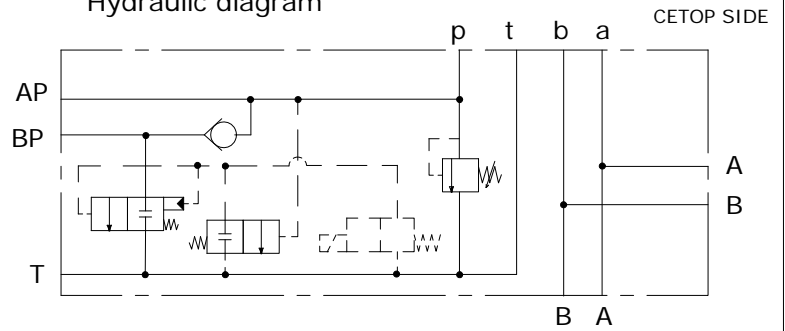 Hydraulic diagram
CETOP SIDE
p t b a
AP
BP
A
B
T
B A